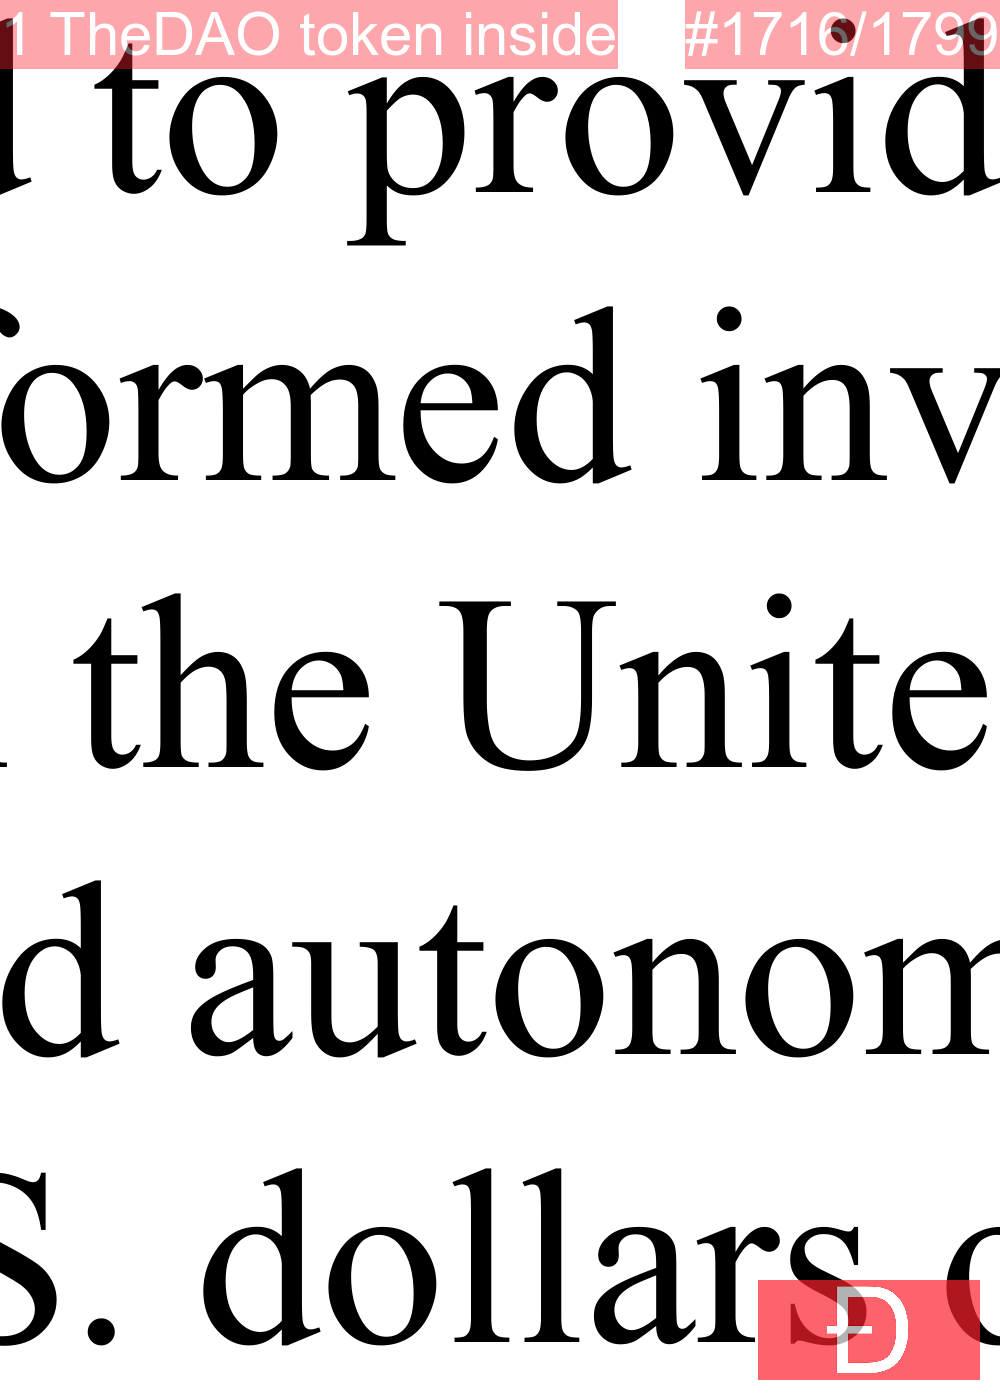 1 TheDAO token inside #1716/1799
d to provid
formed inv
the Unite
d autonom
S. dollars
Đ